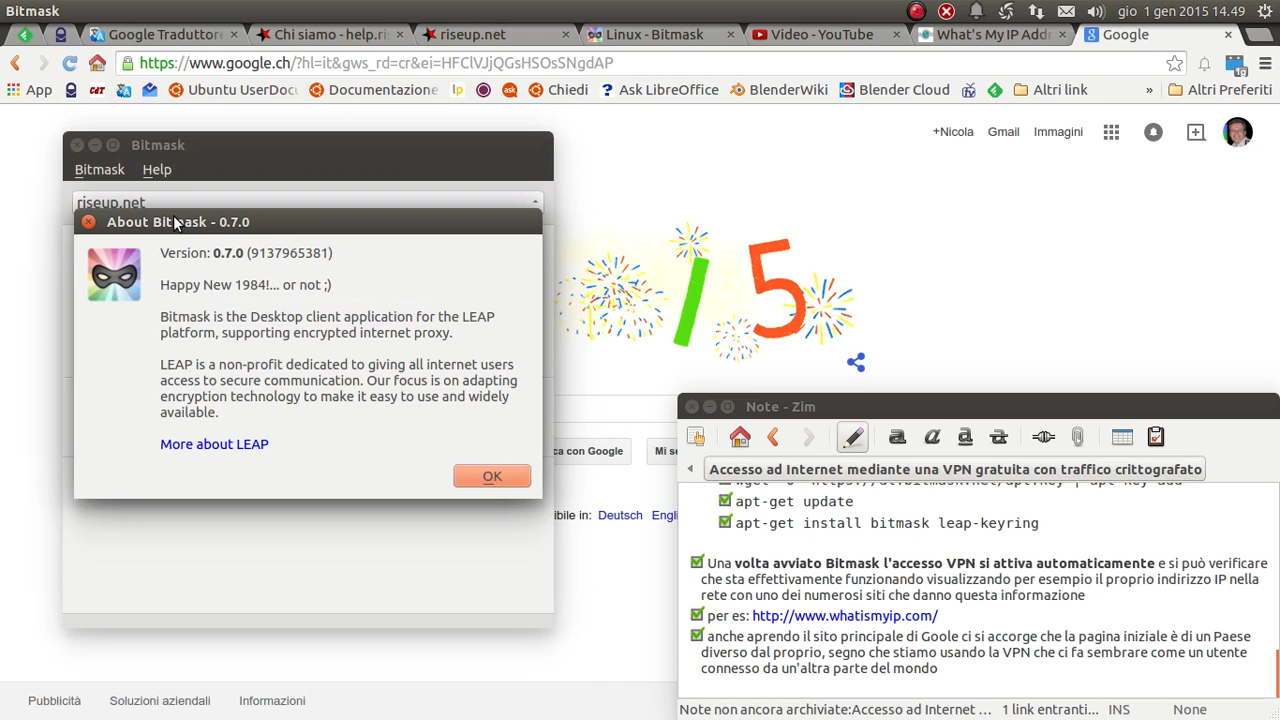 Bitmask
gio 1 gen 2015 14.49
Google Traduttor
Chi siamo - help.ri
riseup.net
Linux - Bitmask
Video - YouTube
What's My IP Addr
Google
https://www.google.ch/?hl=it&gws_rd=cr&ei=HFClVJjQGsHSOsSNgdAP
App
Ubuntu UserDoc
Documentazione
lp
ask
Chiedi
? Ask LibreOffice
BlenderWiki
Blender Cloud
Altri link
»
Altri Preferiti
+Nicola Gmail Immagini
Bitmask
Bitmask Help
riseup.net
About Bitmask - 0.7.0
Version: 0.7.0 (9137965381)
Happy New 1984!... or not ;)
Bitmask is the Desktop client application for the LEAP
platform, supporting encrypted internet proxy.
LEAP is a non-profit dedicated to giving all internet users
access to secure communication. Our focus is on adapting
encryption technology to make it easy to use and widely
available.
More about LEAP
OK
15
ca con Google
Mi se
ibile in: Deutsch Engli
Note - Zim
Accesso ad Internet mediante una VPN gratuita con traffico crittografato
apt-get update
apt-get install bitmask leap-keyring
Una volta avviato Bitmask l'accesso VPN si attiva automaticamente e si può verificare
che sta effettivamente funzionando visualizzando per esempio il proprio indirizzo IP nella
rete con uno dei numerosi siti che danno questa informazione
per es: http://www.whatismyip.com/
anche aprendo il sito principale di Goole ci si accorge che la pagina iniziale è di un Paese
diverso dal proprio, segno che stiamo usando la VPN che ci fa sembrare come un utente
connesso da un'altra parte del mondo
Note non ancora archiviate:Accesso ad Internet ... 1 link entranti... INS None
Pubblicità Soluzioni aziendali Informazioni